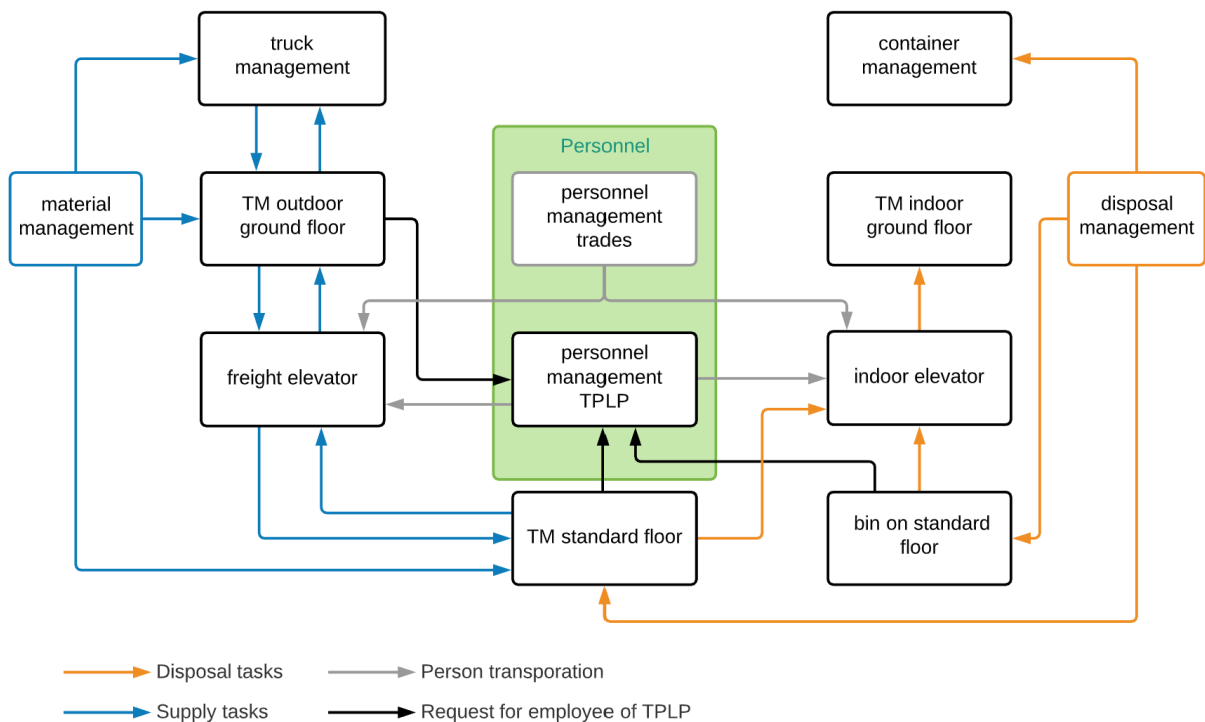 truck
management
container
management
Personnel
material
management
TM outdoor
ground floor
personnel
management
trades
TM indoor
ground floor
disposal
management
freight elevator
personnel
management
TPLP
indoor elevator
TM standard floor
bin on standard
floor
Disposal tasks
Person transporation
Supply tasks
Request for employee of TPLP